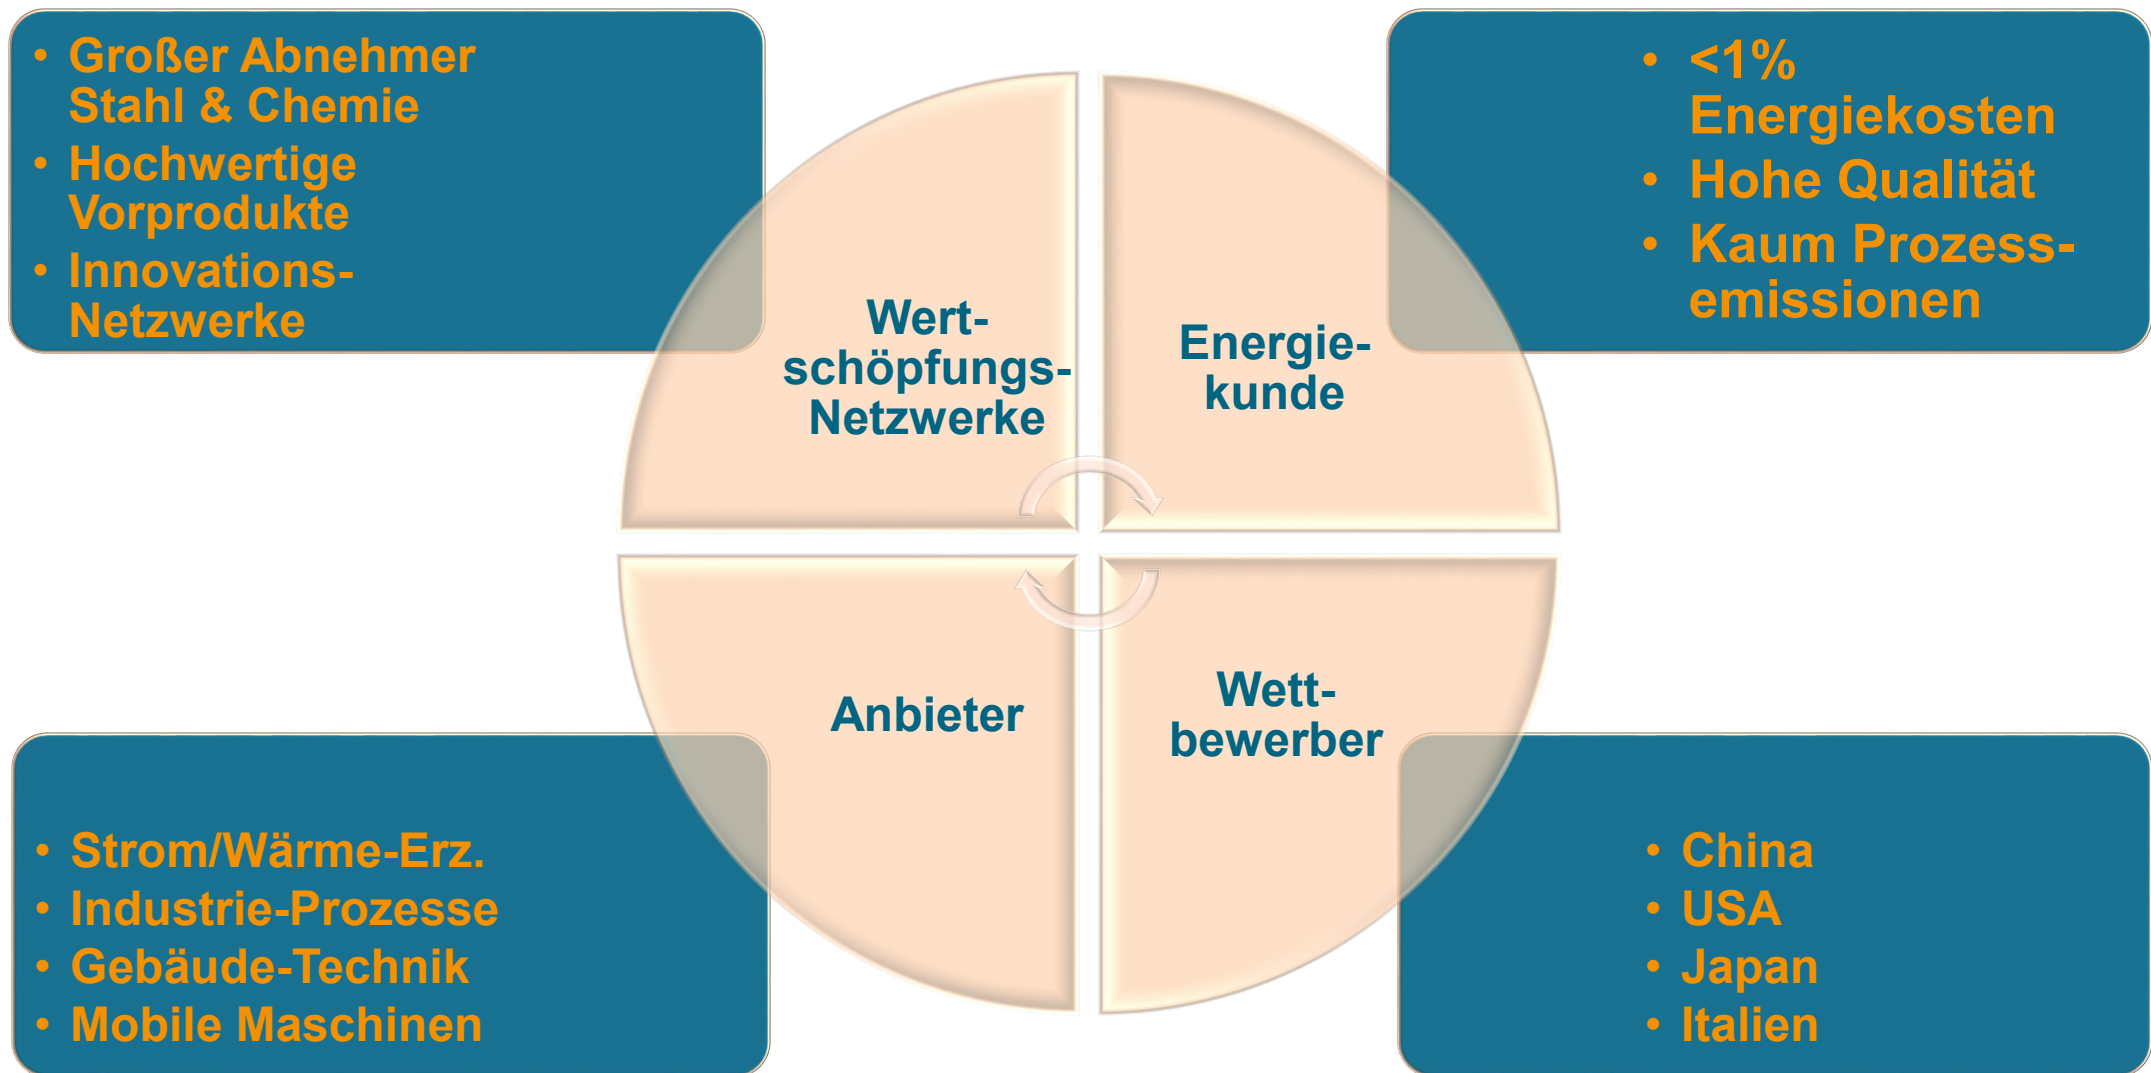 • Großer Abnehmer
Stahl & Chemie
• Hochwertige
Vorprodukte
• Innovations-
Netzwerke
Wert-
schöpfungs-
Netzwerke
Energie-
kunde
• <1%
Energiekosten
• Hohe Qualität
• Kaum Prozess-
emissionen
• Strom/Wärme-Erz.
• Industrie-Prozesse
• Gebäude-Technik
• Mobile Maschinen
Anbieter
Wett-
bewerber
• China
• USA
• Japan
• Italien